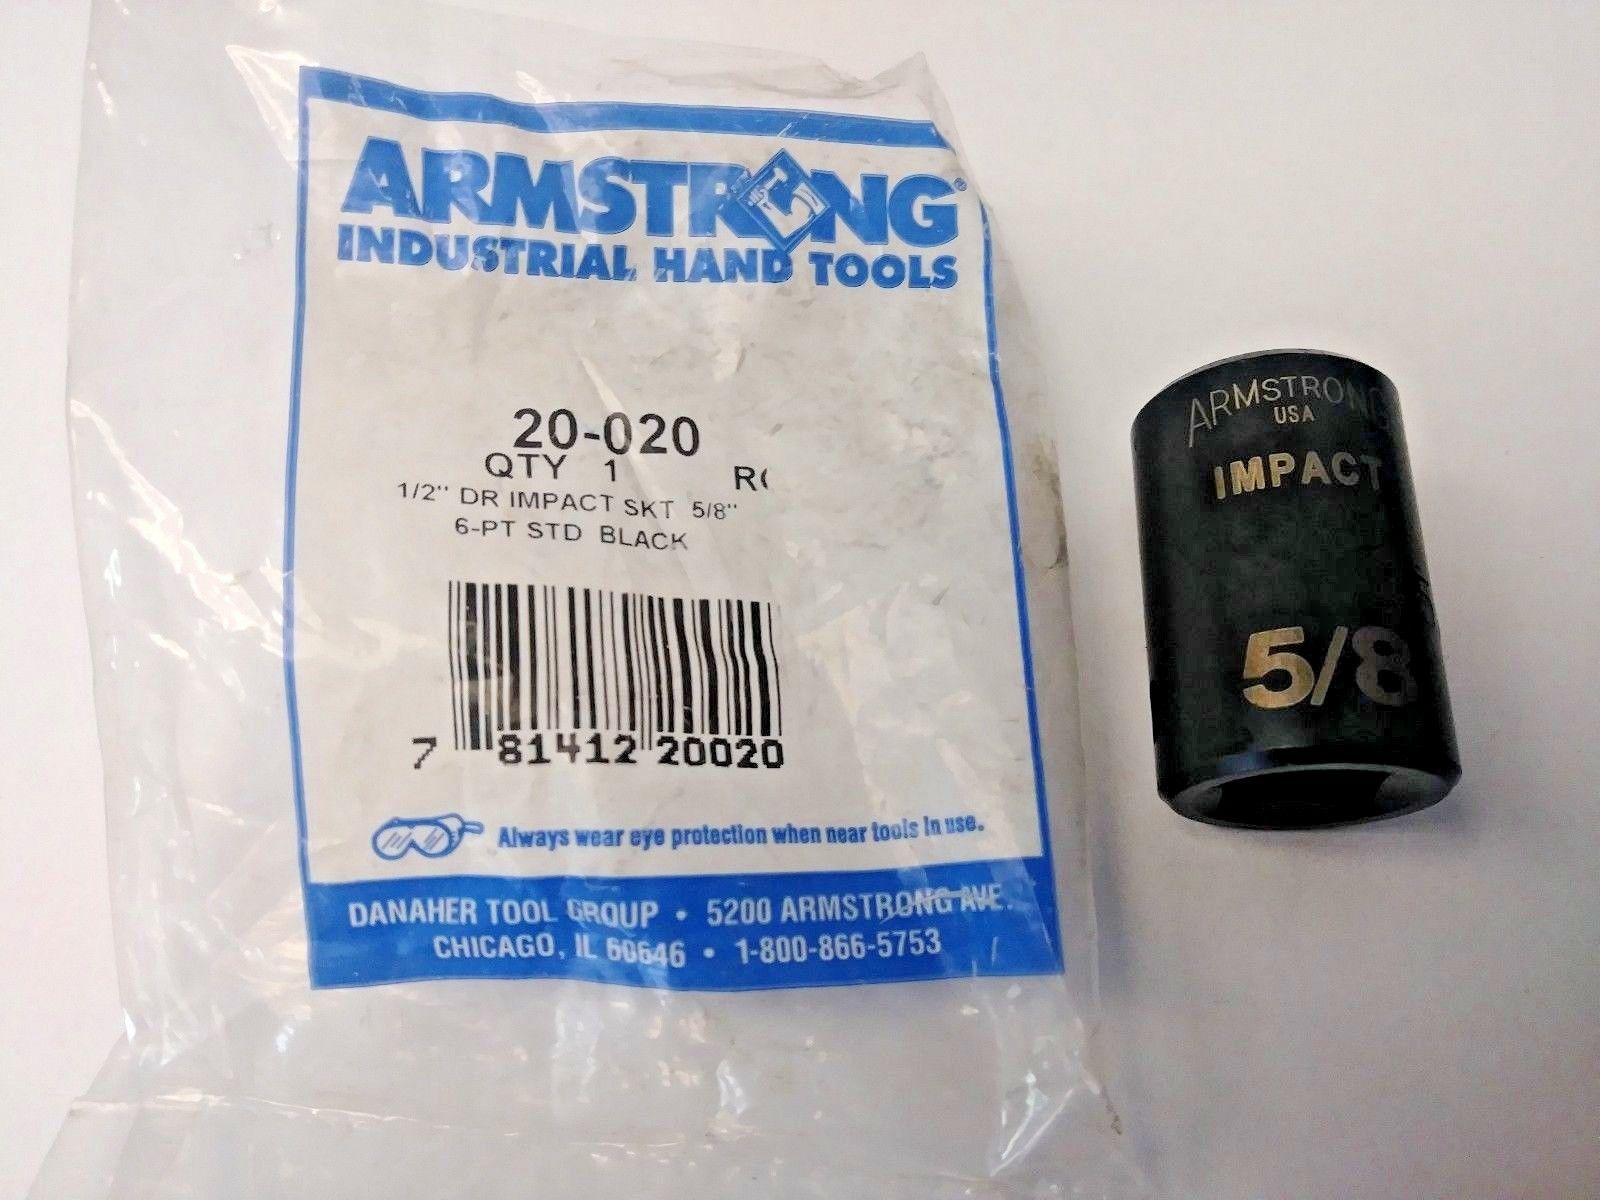 ARMSTRONG®
INDUSTRIAL HAND TOOLS
20-020
QTY 1
1/2" DR IMPACT SKT 5/8"
6-PT STD BLACK
7 81412 20020
Always wear eye protection when near tools in use.
DANAHER TOOL GROUP • 5200 ARMSTRONG AVE.
CHICAGO, IL 60646 • 1-800-866-5753
ARMSTRONG
USA
IMPACT
5/8